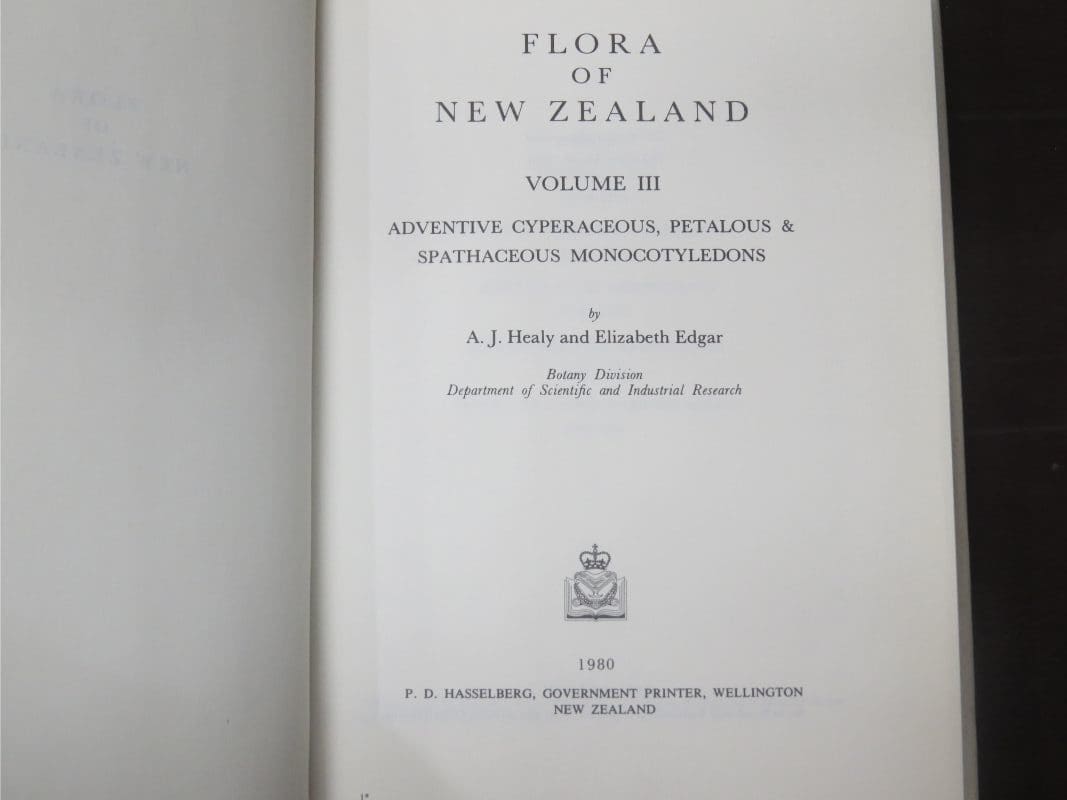 FLORA
OF
NEW ZEALAND
VOLUME III
ADVENTIVE CYPERACEOUS, PETALOUS &
SPATHACEOUS MONOCOTYLEDONS
by
A. J. Healy and Elizabeth Edgar
Botany Division
Department of Scientific and Industrial Research
1980
P. D. HASSELBERG, GOVERNMENT PRINTER, WELLINGTON
NEW ZEALAND
1*